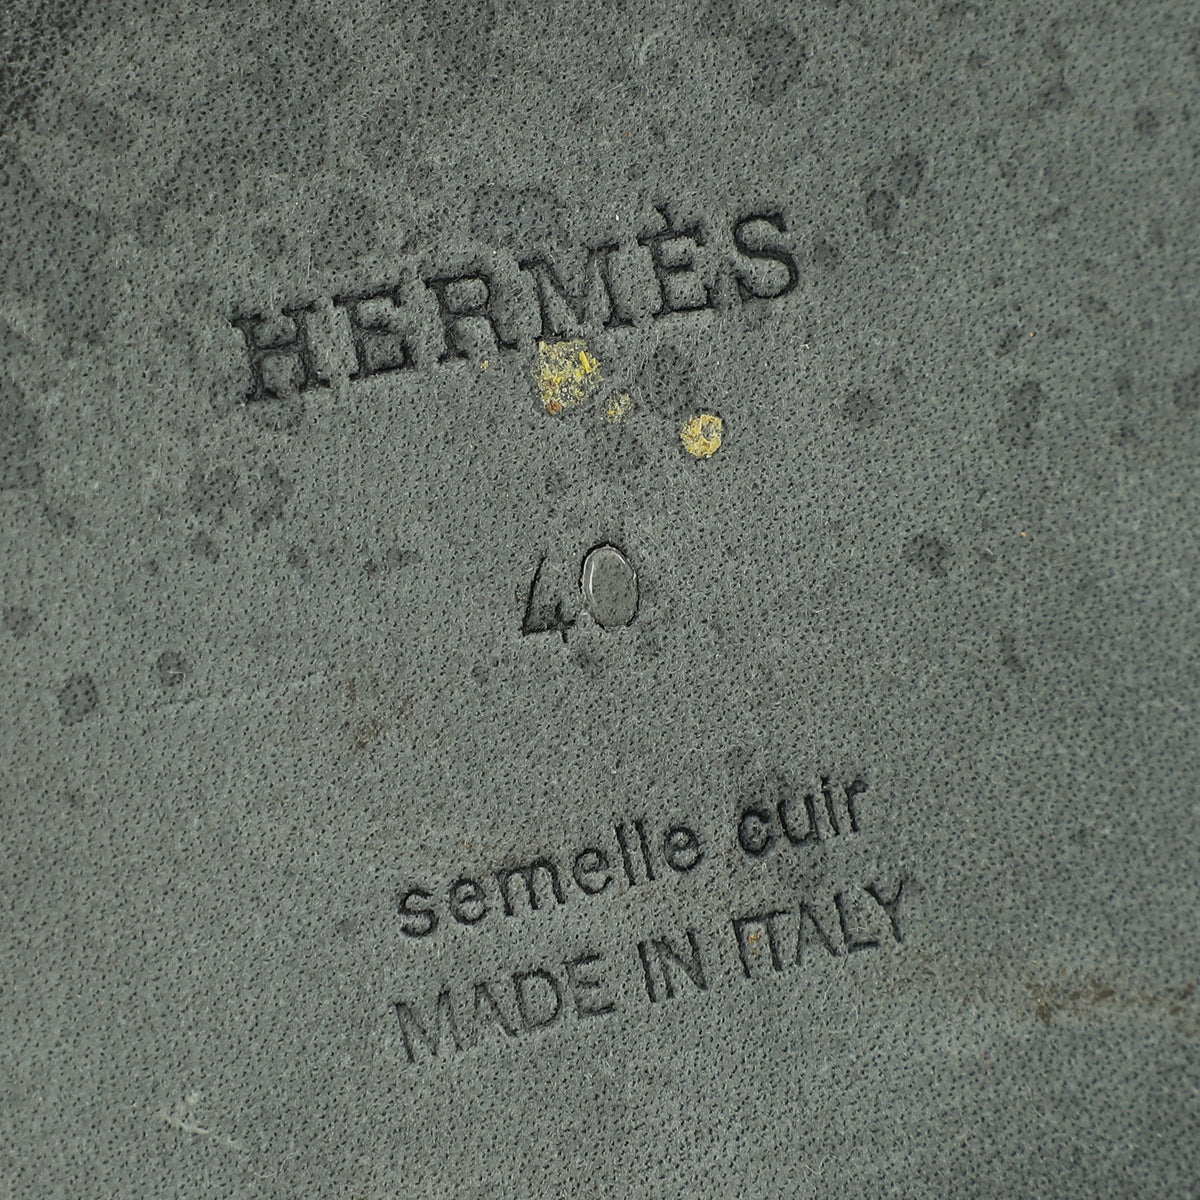 HERMÈS
40
semelle cuir
MADE IN ITALY